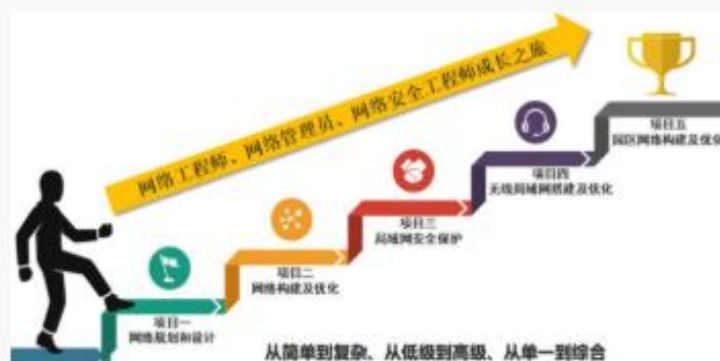 网络工程师、网络管理员、网络安全工程师成长之旅
项目一
网络规划和设计
项目二
网络构建及优化
项目三
局域网安全保护
项目四
无线局域网搭建及优化
项目五
园区网络构建及优化
从简单到复杂、从低级到高级、从单一到综合